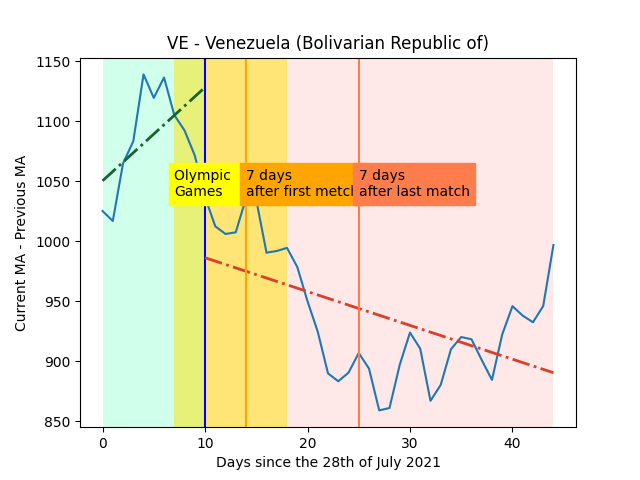 VE - Venezuela (Bolivarian Republic of)
1150
1100
1050
1000
950
900
850
Current MA - Previous MA
Olympic
Games
7 days
after first match
7 days
after last match
0
10
20
30
40
Days since the 28th of July 2021